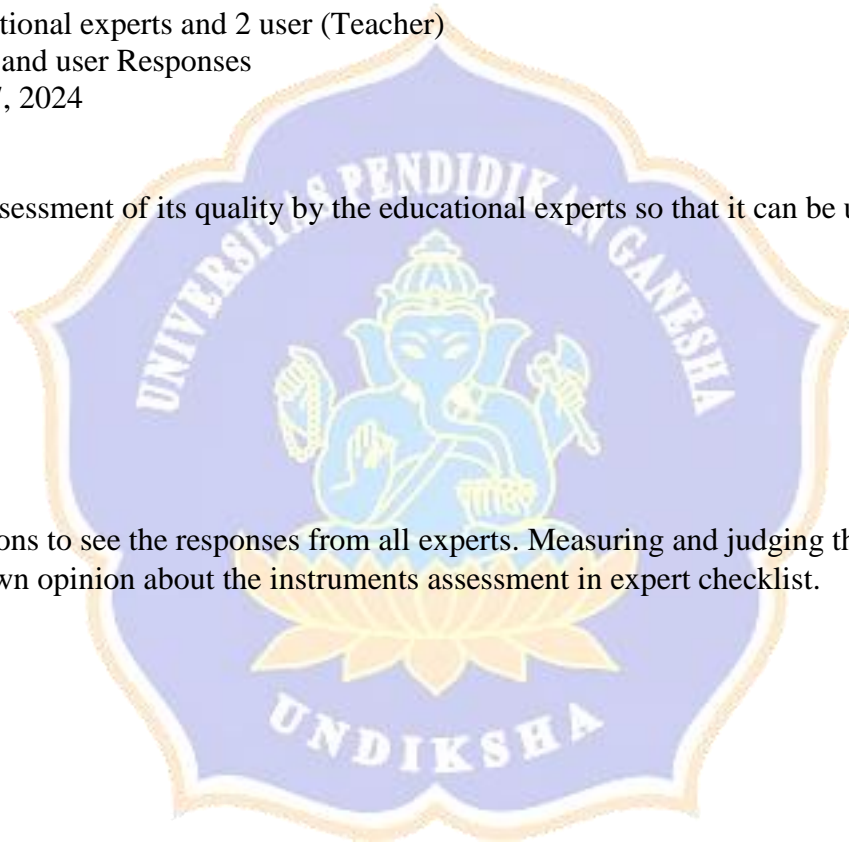 tional experts and 2 user (Teacher)
and user Responses
, 2024
UNIVERSITAS PENDIDIKAN GANESHA
sessment of its quality by the educational experts so that it can be u
ons to see the responses from all experts. Measuring and judging th
wn opinion about the instruments assessment in expert checklist.
UNDIKSHA